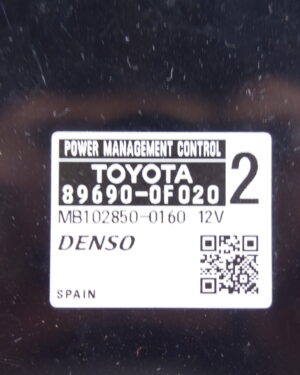 POWER MANAGEMENT CONTROL
TOYOTA
89690-0F020 2
MB102850-0160 12V
DENSO
SPAIN